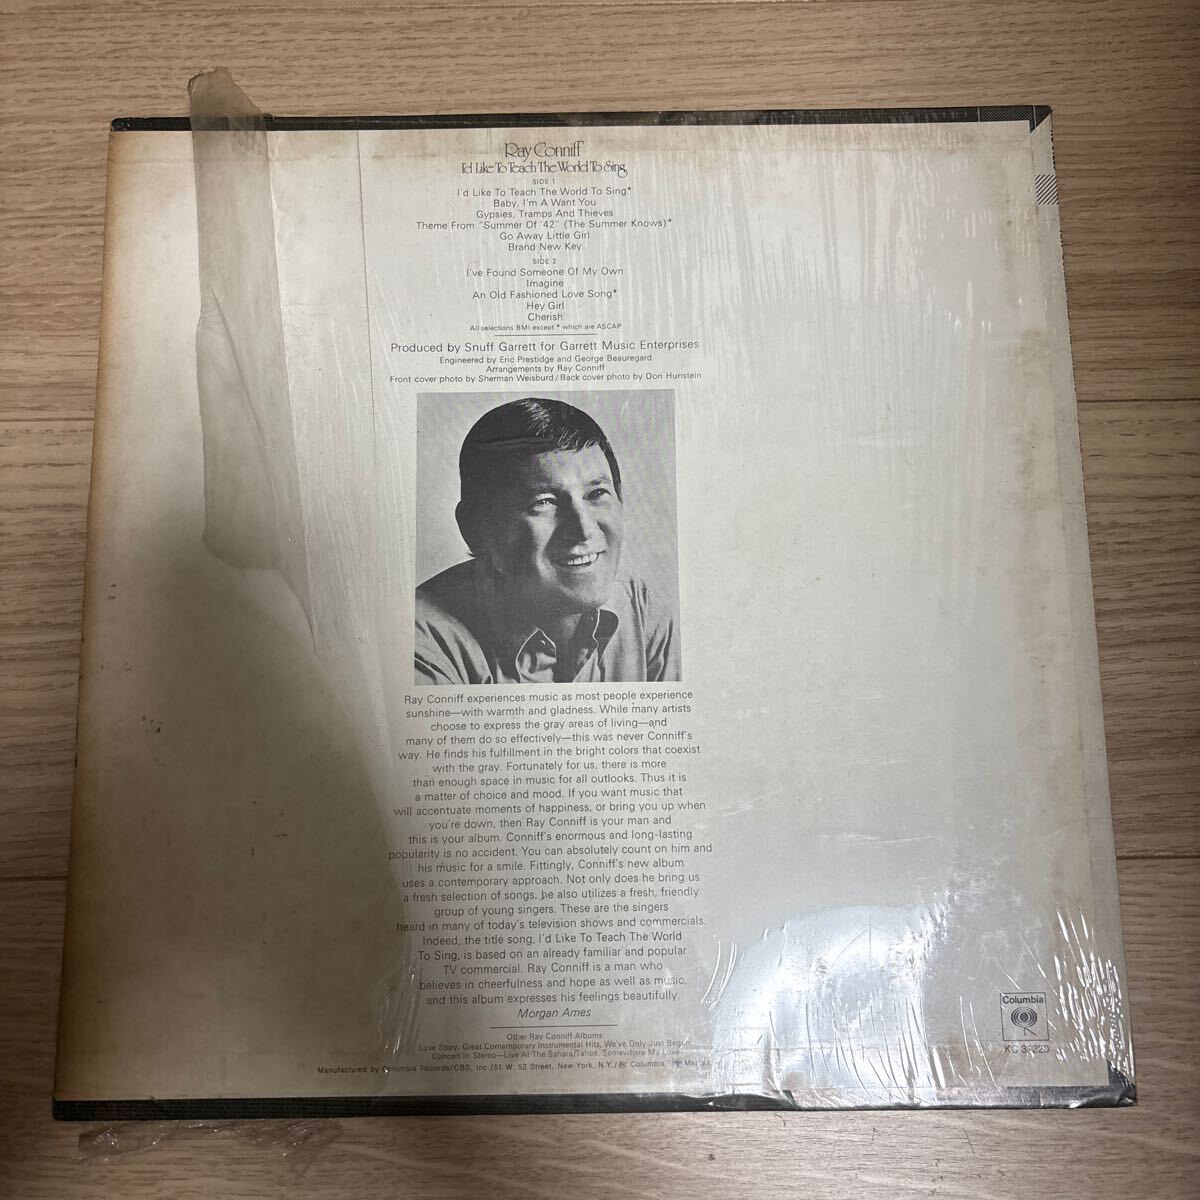 Ray Conniff
I'd Like To Teach The World To Sing
SIDE 1
I'd Like To Teach The World To Sing*
Baby, I'm A Want You
Gypsies, Tramps And Thieves
Theme From "Summer Of '42" (The Summer Knows)*
Go Away Little Girl
Brand New Key
SIDE 2
I've Found Someone Of My Own
Imagine
An Old Fashioned Love Song*
Hey Girl
Cherish
All selections BMI except * which are ASCAP
Produced by Snuff Garrett for Garrett Music Enterprises
Engineered by Eric Prestidge and George Beauregard
Arrangements by Ray Conniff
Front cover photo by Sherman Weisburd/Back cover photo by Don Hunstein
Ray Conniff experiences music as most people experience
sunshine—with warmth and gladness. While many artists
choose to express the gray areas of living—and
many of them do so effectively—this was never Conniff's
way. He finds his fulfillment in the bright colors that coexist
with the gray. Fortunately for us, there is more
than enough space in music for all outlooks. Thus it is
a matter of choice and mood. If you want music that
will accentuate moments of happiness, or bring you up when
you're down, then Ray Conniff is your man and
this is your album. Conniff's enormous and long-lasting
popularity is no accident. You can absolutely count on him and
his music for a smile. Fittingly, Conniff's new album
uses a contemporary approach. Not only does he bring us
a fresh selection of songs, he also utilizes a fresh, friendly
group of young singers. These are the singers
heard in many of today's television shows and commercials.
Indeed, the title song, I'd Like To Teach The World
To Sing, is based on an already familiar and popular
TV commercial. Ray Conniff is a man who
believes in cheerfulness and hope as well as music,
and this album expresses his feelings beautifully.
Morgan Ames
Other Ray Conniff Albums:
Love Story, Great Contemporary Instrumental Hits, We've Only Just Begun,
Concert In Stereo—Live At The Sahara/Tahoe, Somewhere My Love
Manufactured by Columbia Records/CBS, Inc./51 W. 52 Street, New York, N.Y./® Columbia,
Columbia
KC 31220